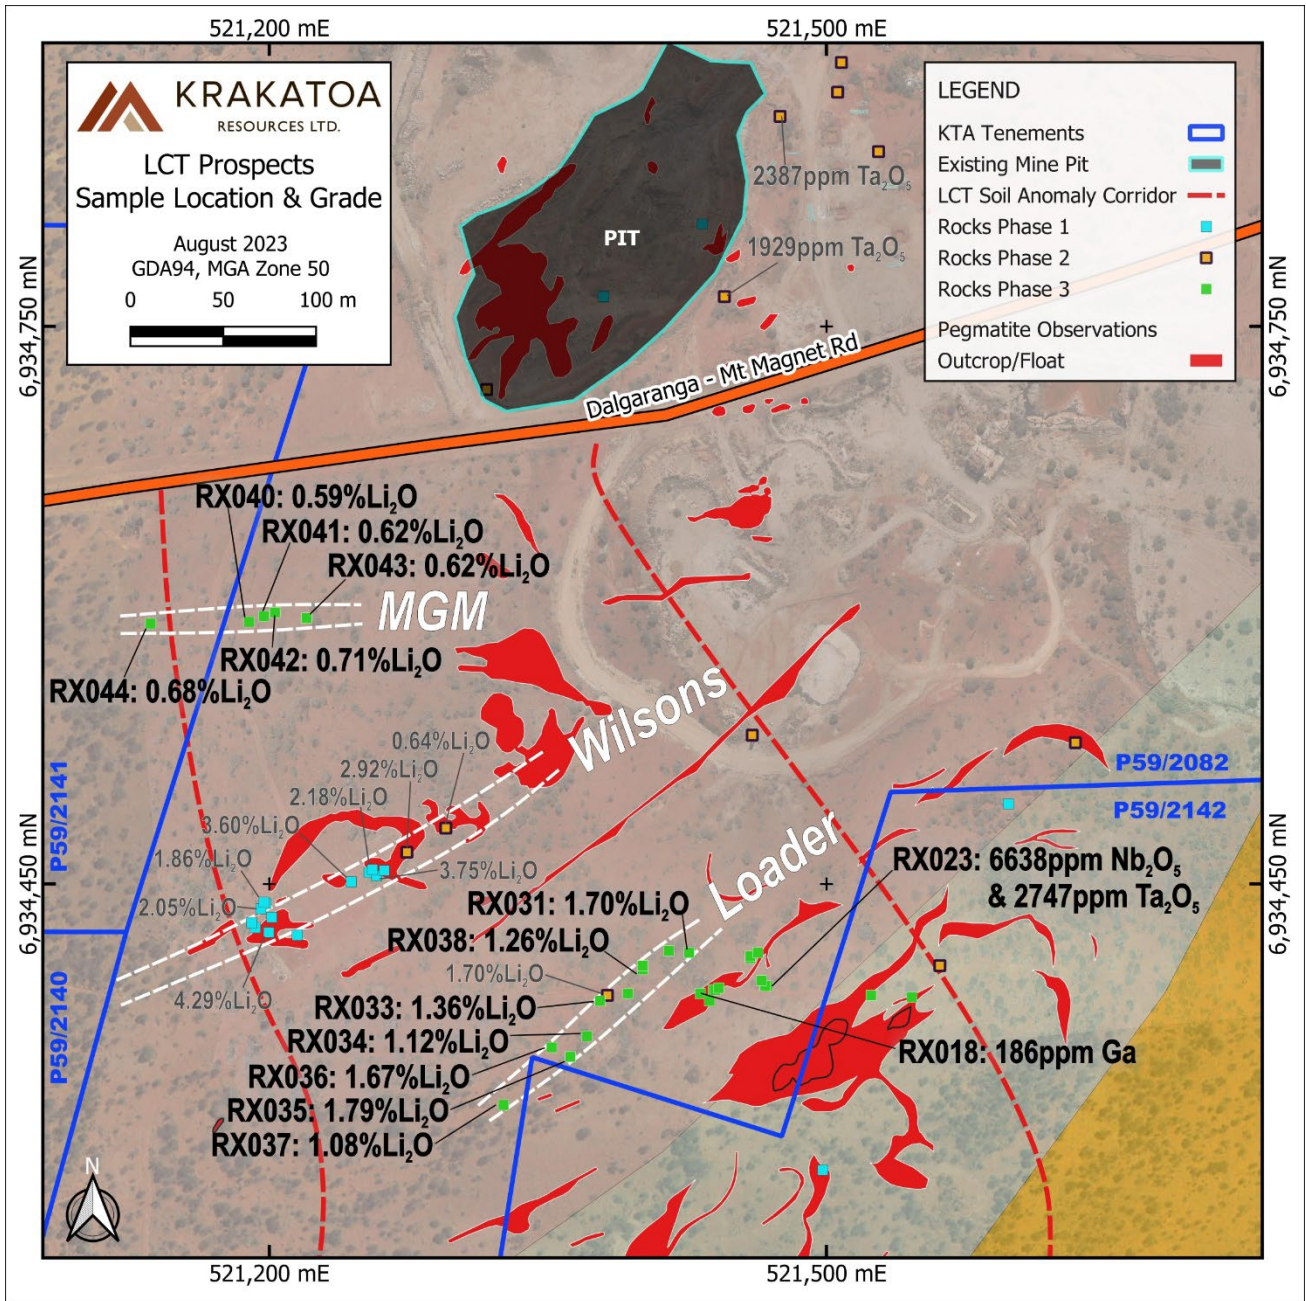 521,200 mE
521,500 mE
KRAKATOA
RESOURCES LTD.
LCT Prospects
Sample Location & Grade
August 2023
GDA94, MGA Zone 50
0 50 100 m
LEGEND
KTA Tenements
Existing Mine Pit
LCT Soil Anomaly Corridor
Rocks Phase 1
Rocks Phase 2
Rocks Phase 3
Pegmatite Observations
Outcrop/Float
2387ppm Ta₂O₅
PIT
1929ppm Ta₂O₅
6,934,750 mN
6,934,750 mN
Dalgaranga - Mt Magnet Rd
RX040: 0.59%Li₂O
RX041: 0.62%Li₂O
RX043: 0.62%Li₂O
MGM
RX042: 0.71%Li₂O
RX044: 0.68%Li₂O
Wilsons
0.64%Li₂O
2.92%Li₂O
2.18%Li₂O
3.60%Li₂O
1.86%Li₂O
3.75%Li₂O
2.05%Li₂O
4.29%Li₂O
P59/2082
P59/2142
P59/2141
P59/2140
6,934,450 mN
6,934,450 mN
Loader
RX023: 6638ppm Nb₂O₅
& 2747ppm Ta₂O₅
RX031: 1.70%Li₂O
RX038: 1.26%Li₂O
1.70%Li₂O
RX033: 1.36%Li₂O
RX034: 1.12%Li₂O
RX018: 186ppm Ga
RX036: 1.67%Li₂O
RX035: 1.79%Li₂O
RX037: 1.08%Li₂O
N
521,200 mE
521,500 mE